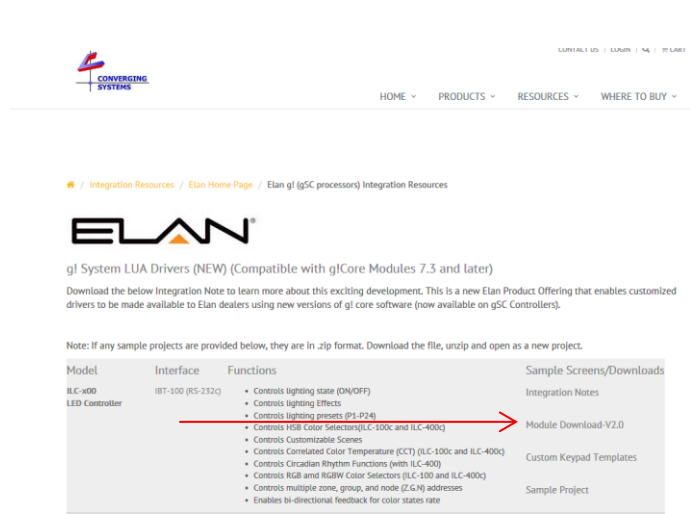 CONTACT US | LOGIN | | CART
CONVERGING
SYSTEMS
HOME PRODUCTS RESOURCES WHERE TO BUY
/ Integration Resources / Elan Home Page / Elan g! (gSC processors) Integration Resources
ELAN®
g! System LUA Drivers (NEW) (Compatible with g!Core Modules 7.3 and later)
Download the below Integration Note to learn more about this exciting development. This is a new Elan Product Offering that enables customized
drivers to be made available to Elan dealers using new versions of g! core software (now available on gSC Controllers).
Note: If any sample projects are provided below, they are in .zip format. Download the file, unzip and open as a new project.
Model Interface Functions Sample Screens/Downloads
ILC-x00 IBT-100 (RS-232c) • Controls lighting state (ON/OFF) Integration Notes
LED Controller • Controls lighting Effects
• Controls lighting presets (P1-P24)
• Controls HSB Color Selectors(ILC-100c and ILC-400c) Module Download-V2.0
• Controls Customizable Scenes
• Controls Correlated Color Temperature (CCT) (ILC-100c and ILC-400c) Custom Keypad Templates
• Controls Circadian Rhythm Functions (with ILC-400)
• Controls RGB and RGBW Color Selectors (ILC-100 and ILC-400c)
• Controls multiple zone, group, and node (Z.G.N) addresses Sample Project
• Enables bi-directional feedback for color states rate